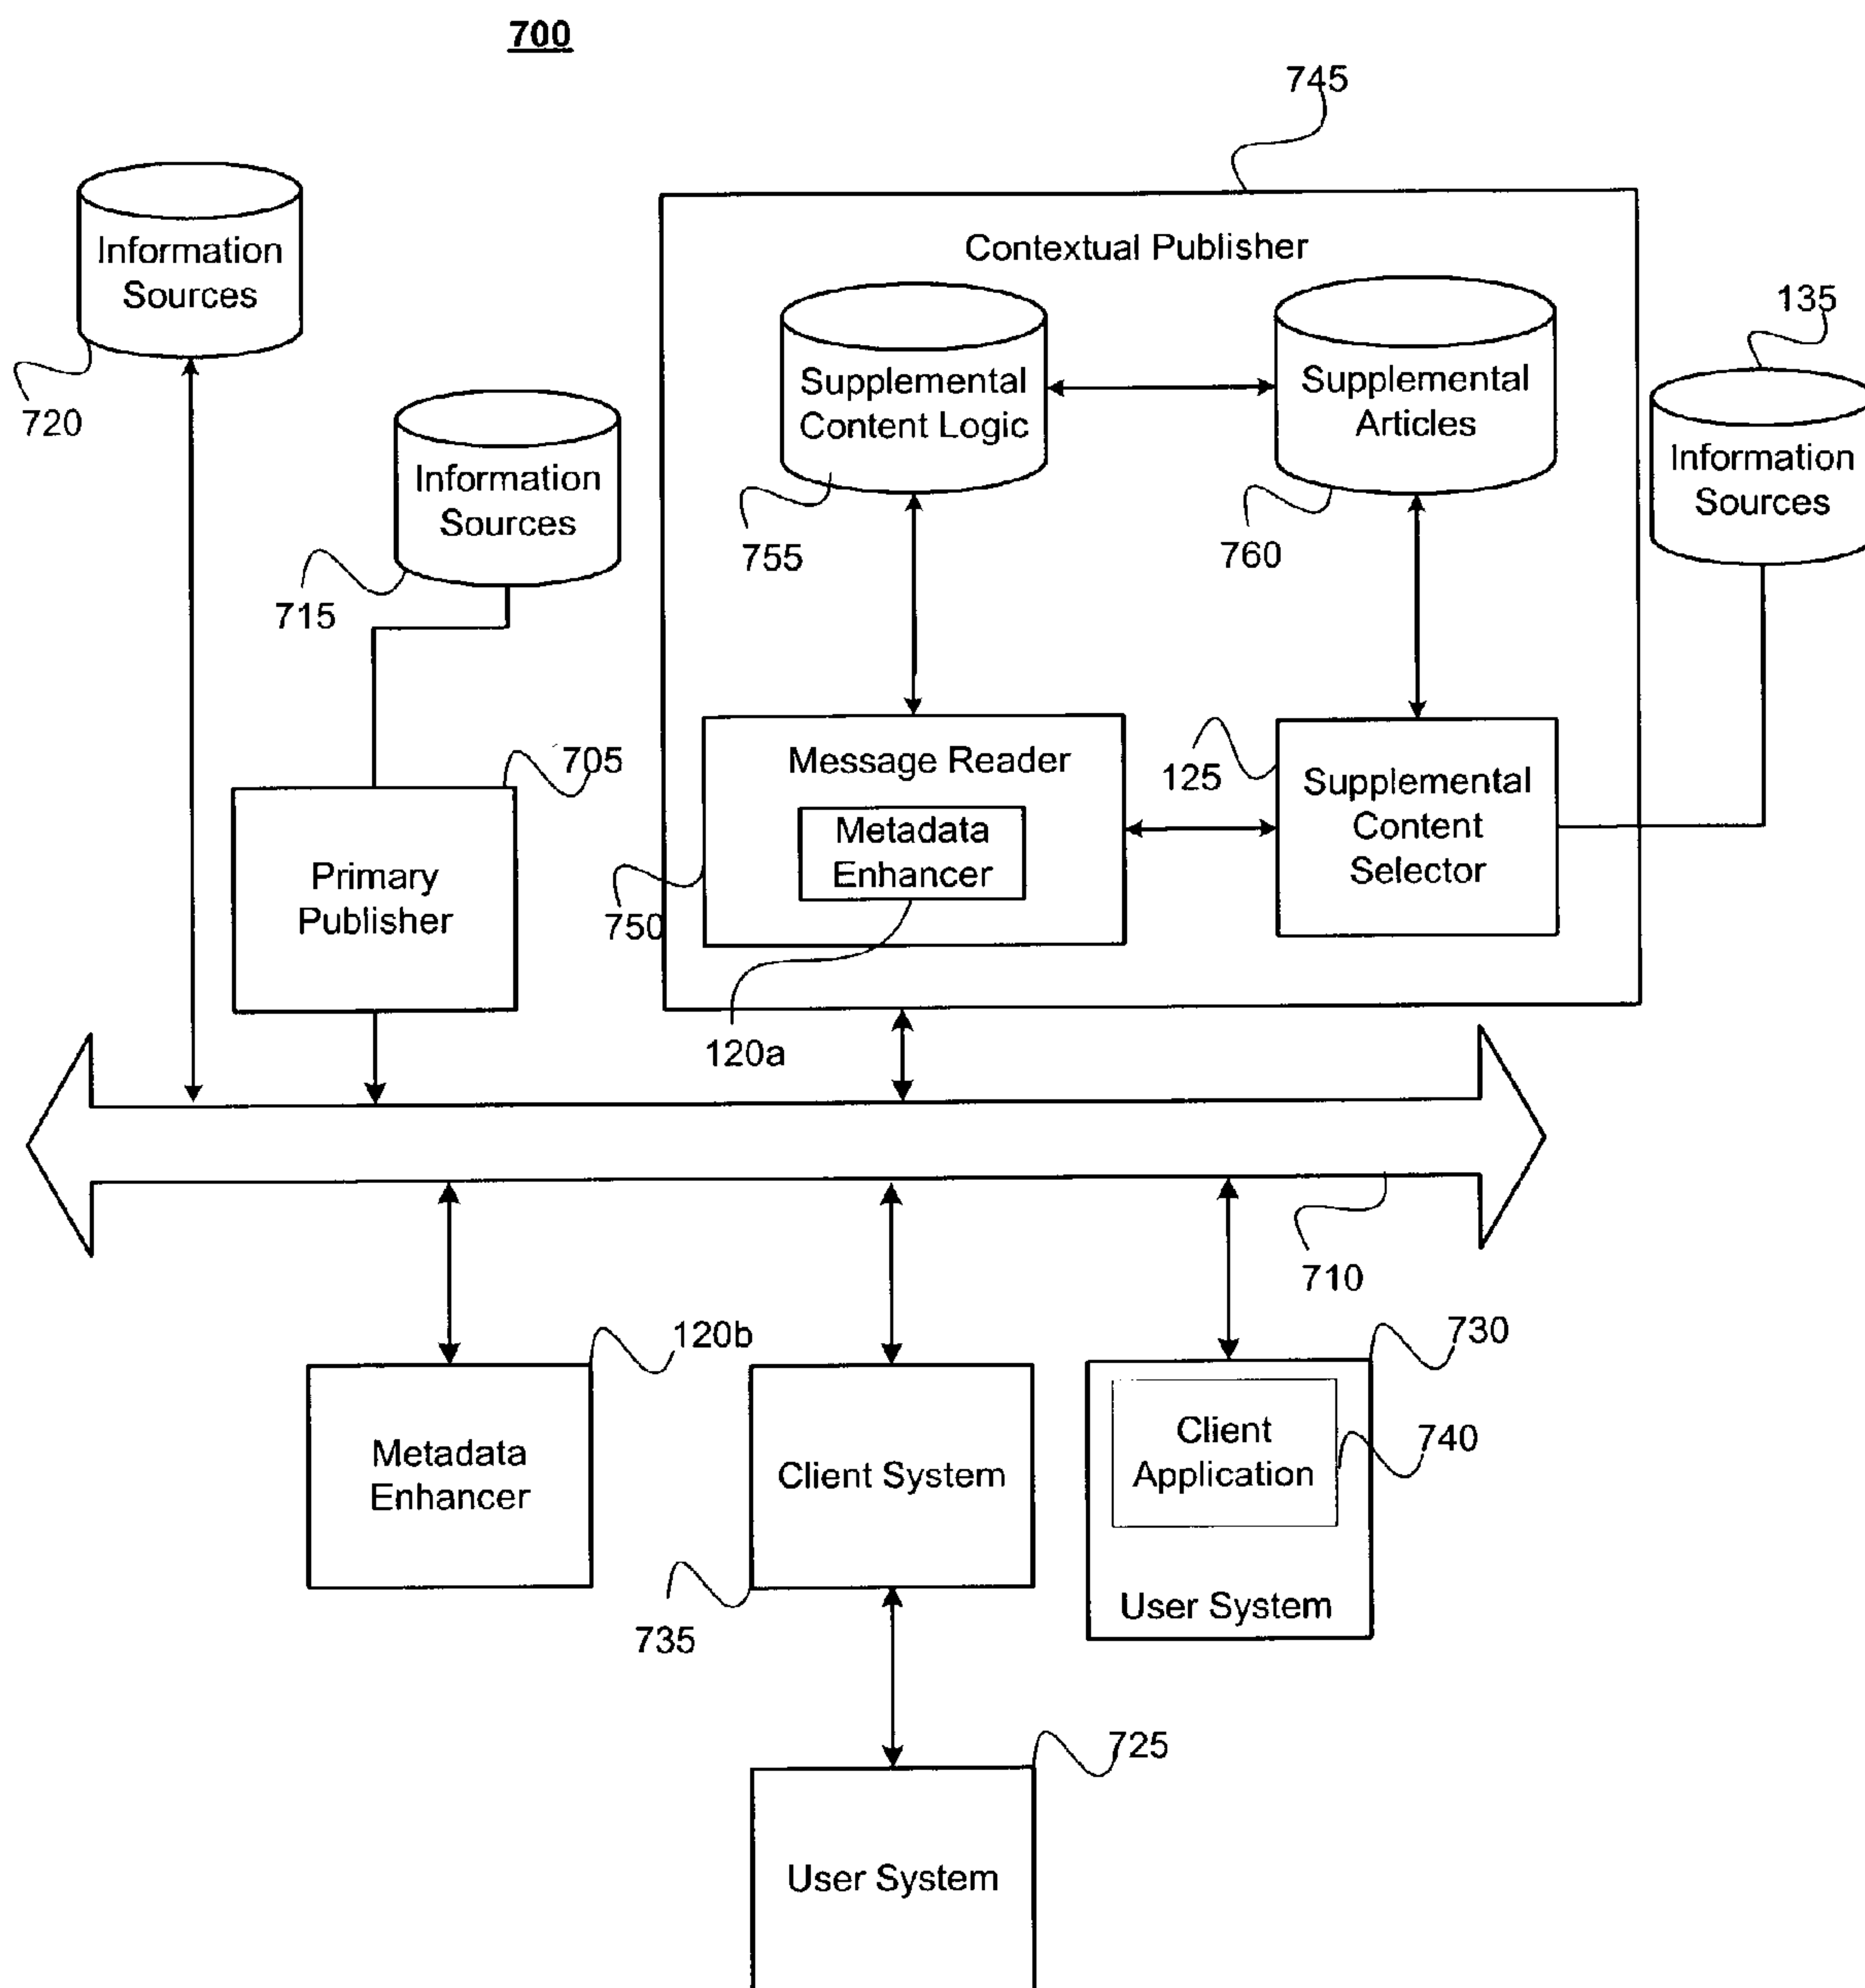 700
745
Information
Sources
720
Contextual Publisher
135
Supplemental
Content Logic
755
Supplemental
Articles
760
Information
Sources
Information
Sources
715
705
Primary
Publisher
Message Reader
Metadata
Enhancer
750
120a
125
Supplemental
Content
Selector
710
120b
Metadata
Enhancer
Client System
735
730
Client
Application
740
User System
725
User System